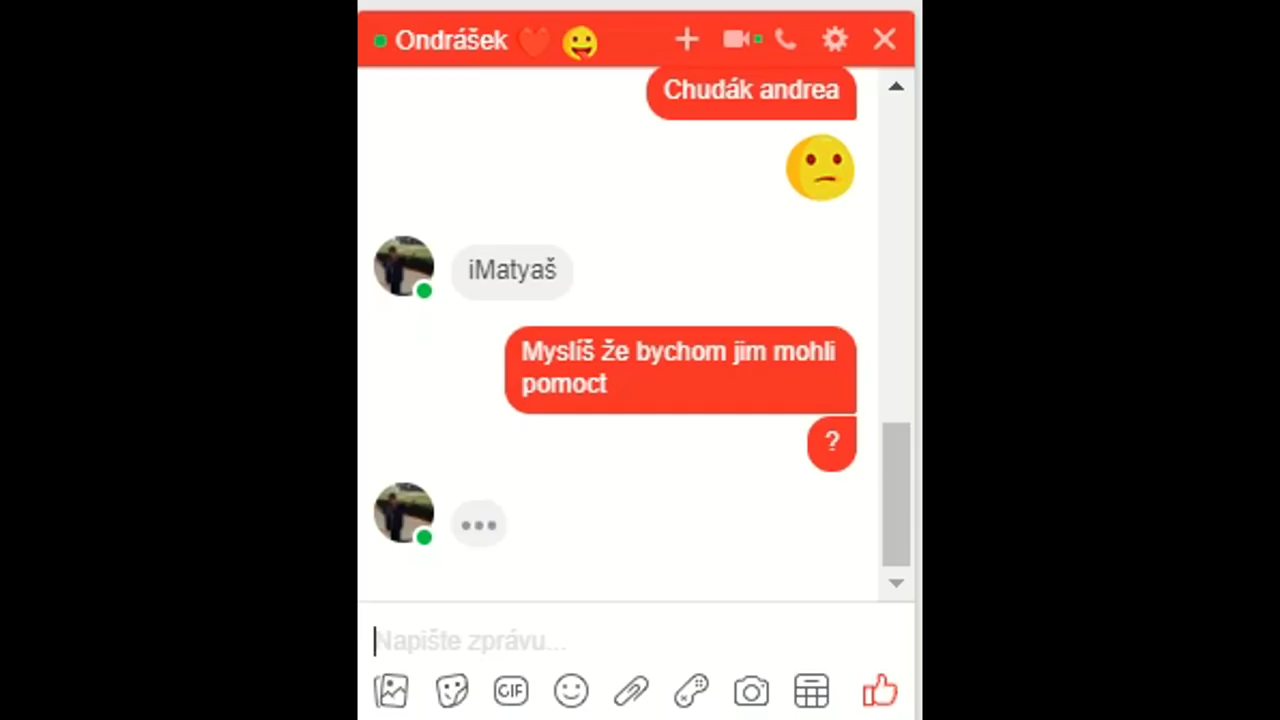 Ondrášek
Chudák andrea
iMatyaš
Myslíš že bychom jim mohli
pomoct
?
Napište zprávu...
GIF